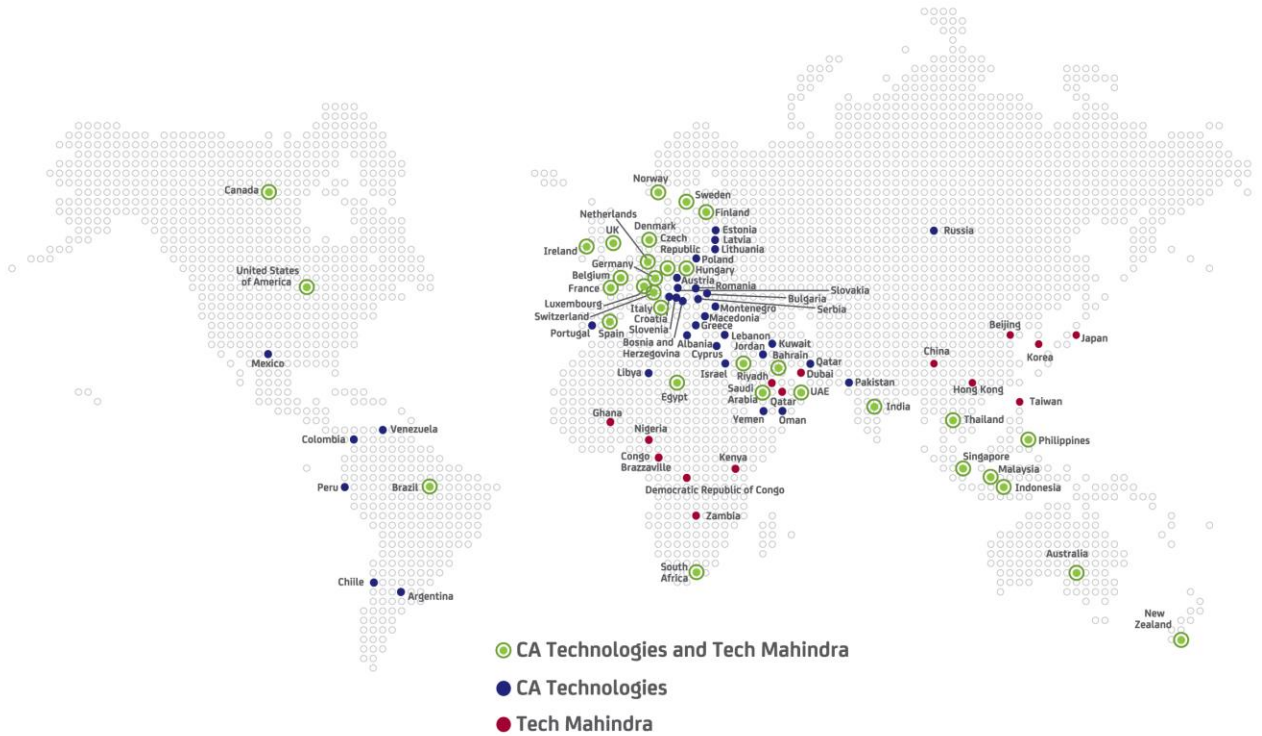 Canada
United States
of America
Mexico
Venezuela
Colombia
Peru
Brazil
Chiile
Argentina
Norway
Sweden
Finland
Netherlands
UK
Denmark
Ireland
Czech
Republic
Estonia
Latvia
Lithuania
Poland
Germany
Hungary
Belgium
Austria
France
Romania
Slovakia
Luxembourg
Bulgaria
Switzerland
Italy
Montenegro
Serbia
Croatia
Macedonia
Portugal
Spain
Slovenia
Greece
Bosnia and
Herzegovina
Albania
Lebanon
Cyprus
Jordan
Kuwait
Bahrain
Libya
Israel
Riyadh
Qatar
Dubai
Egypt
Saudi
Arabia
Qatar
UAE
Yemen
Oman
Pakistan
India
Russia
Beijing
Japan
Korea
China
Hong Kong
Taiwan
Thailand
Philippines
Singapore
Malaysia
Indonesia
Ghana
Nigeria
Congo
Brazzaville
Kenya
Democratic Republic of Congo
Zambia
South
Africa
Australia
New
Zealand
CA Technologies and Tech Mahindra
CA Technologies
Tech Mahindra